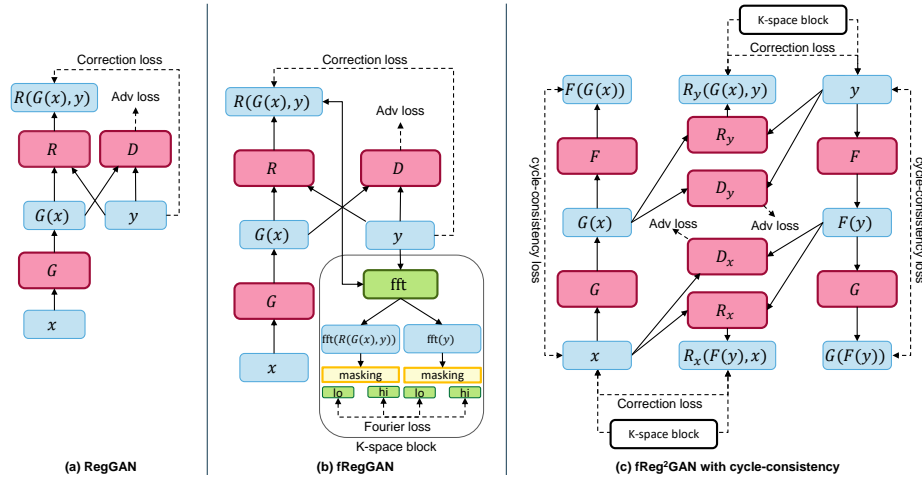 Correction loss
R(G(x), y)
Adv loss
R
D
G(x)
y
G
x
(a) RegGAN
Correction loss
R(G(x), y)
Adv loss
R
D
G(x)
y
fft
G
fft(R(G(x), y))
fft(y)
x
masking
masking
lo
hi
lo
hi
Fourier loss
K-space block
(b) fRegGAN
K-space block
Correction loss
F(G(x))
R_y(G(x), y)
y
R_y
F
F
D_y
cycle-consistency loss
cycle-consistency loss
G(x)
F(y)
Adv loss
Adv loss
D_x
G
G
R_x
x
R_x(F(y), x)
G(F(y))
Correction loss
K-space block
(c) fReg²GAN with cycle-consistency